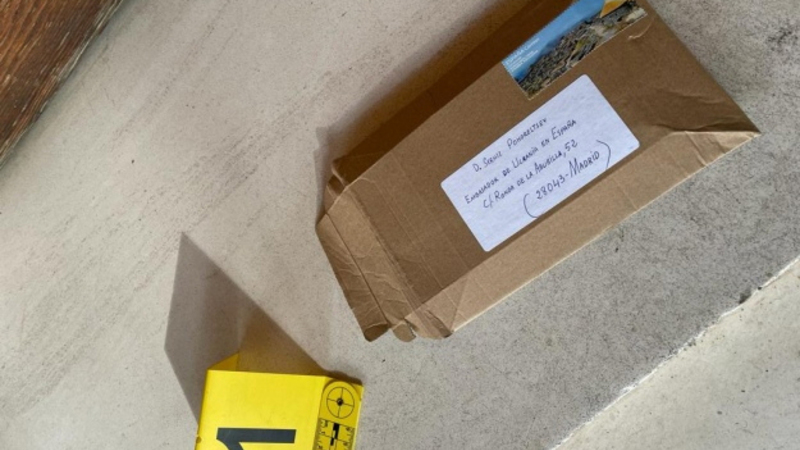 D. SERHII POHORELTSEV
EMBAJADOR DE UCRANIA EN ESPAÑA
C/. RONDA DE LA ABUBILLA, 52
(28043-MADRID)
1